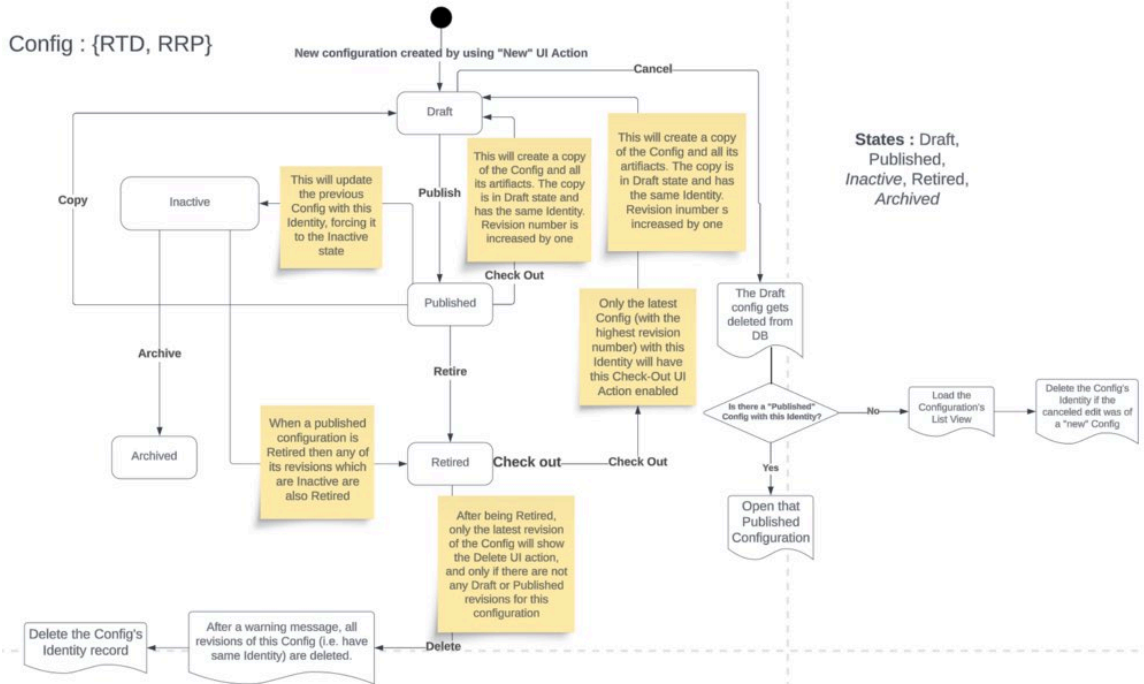 Config : {RTD, RRP}
New configuration created by using "New" UI Action
Cancel
Draft
States : Draft,
Published,
Inactive, Retired,
Archived
Copy
Inactive
This will update
the previous
Config with this
Identity, forcing it
to the Inactive
state
Publish
This will create a copy
of the Config and all
its artifiacts. The copy
is in Draft state and
has the same Identity.
Revision number is
increased by one
This will create a copy
of the Config and all its
artifiacts. The copy is in
Draft state and has the
same Identity.
Revision inumber s
increased by one
Check Out
Published
Only the latest
Config (with the
highest revision
number) with this
Identity will have
this Check-Out UI
Action enabled
The Draft
config gets
deleted from
DB
Archive
Retire
Is there a "Published"
Config with this Identity?
No
Load the
Configuration's
List View
Delete the Config's
Identity if the
canceled edit was of
a "new" Config
Yes
Open that
Published
Configuration
Archived
When a published
configuration is
Retired then any of
its revisions which
are Inactive are
also Retired
Retired
Check out
Check Out
After being Retired,
only the latest revision
of the Config will show
the Delete UI action,
and only if there are not
any Draft or Published
revisions for this
configuration
Delete
After a warning message, all
revisions of this Config (i.e. have
same Identity) are deleted.
Delete the Config's
Identity record